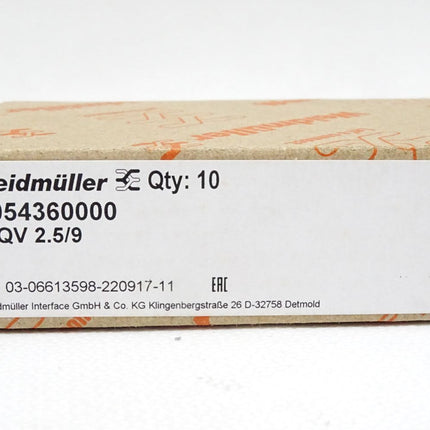 eidmüller Qty: 10
054360000
QV 2.5/9
03-06613598-220917-11 EAC
dmüller Interface GmbH & Co. KG Klingenbergstraße 26 D-32758 Detmold